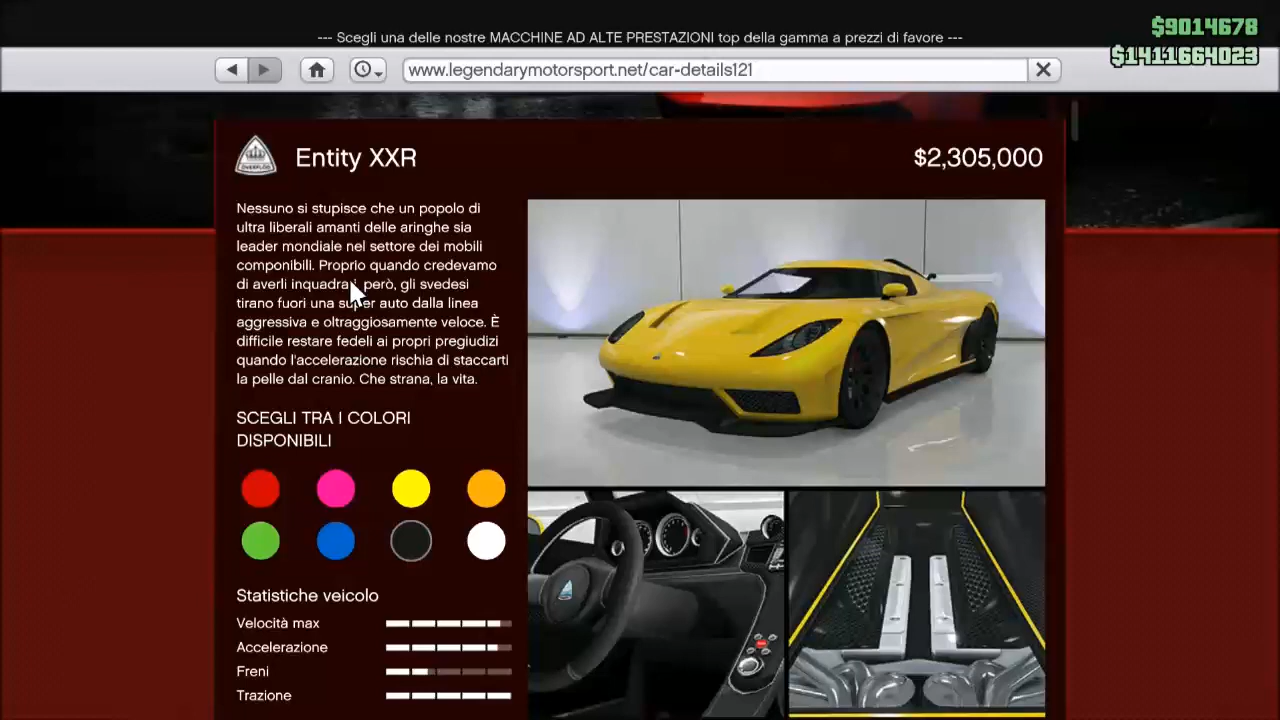 --- Scegli una delle nostre MACCHINE AD ALTE PRESTAZIONI top della gamma a prezzi di favore ---
$9014678
$1411664023
www.legendarymotorsport.net/car-details121
Entity XXR
$2,305,000
OVERFLOD
Nessuno si stupisce che un popolo di
ultra liberali amanti delle aringhe sia
leader mondiale nel settore dei mobili
componibili. Proprio quando credevamo
di averli inquadrati, però, gli svedesi
tirano fuori una super auto dalla linea
aggressiva e oltraggiosamente veloce. È
difficile restare fedeli ai propri pregiudizi
quando l'accelerazione rischia di staccarti
la pelle dal cranio. Che strana, la vita.
SCEGLI TRA I COLORI
DISPONIBILI
Statistiche veicolo
Velocità max
Accelerazione
Freni
Trazione